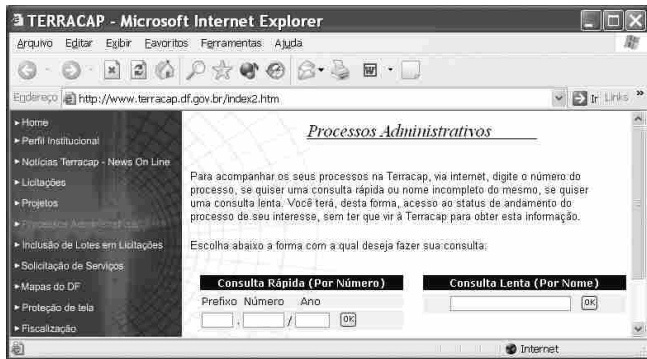 TERRACAP - Microsoft Internet Explorer
Arquivo Editar Exibir Favoritos Ferramentas Ajuda
Endereço http://www.terracap.df.gov.br/index2.htm Ir Links »
Home
Perfil Institucional
Notícias Terracap - News On Line
Licitações
Projetos
Processos Administrativos
Inclusão de Lotes em Licitações
Solicitação de Serviços
Mapas do DF
Proteção de tela
Fiscalização
Processos Administrativos
Para acompanhar os seus processos na Terracap, via internet, digite o número do
processo, se quiser uma consulta rápida ou nome incompleto do mesmo, se quiser
uma consulta lenta. Você terá, desta forma, acesso ao status de andamento do
processo de seu interesse, sem ter que vir à Terracap para obter esta informação.
Escolha abaixo a forma com a qual deseja fazer sua consulta:
Consulta Rápida (Por Número)
Prefixo Número Ano
. / OK
Consulta Lenta (Por Nome)
OK
Internet